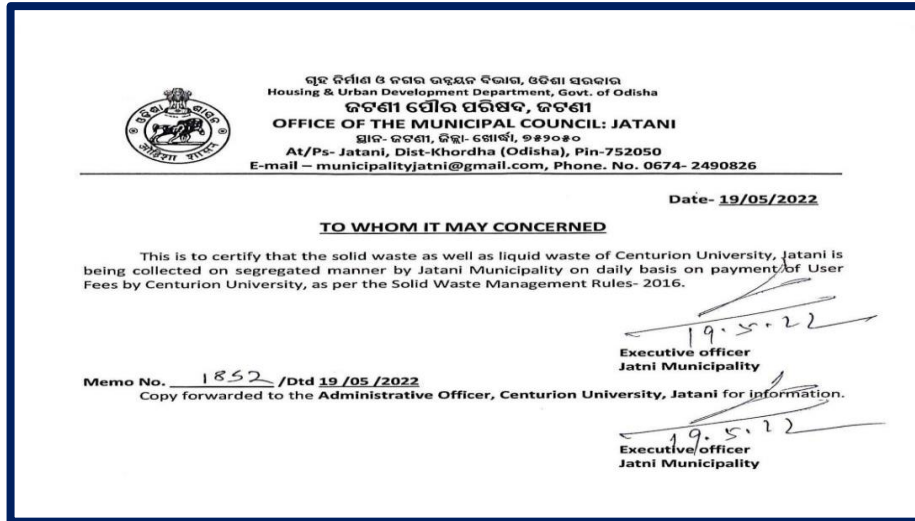 ଗୃହ ନିର୍ମାଣ ଓ ନଗର ଉନ୍ନୟନ ବିଭାଗ, ଓଡିଶା ସରକାର
Housing & Urban Development Department, Govt. of Odisha
ଜଟଣୀ ପୌର ପରିଷଦ, ଜଟଣୀ
OFFICE OF THE MUNICIPAL COUNCIL: JATANI
ସ୍ଥାନ- ଜଟଣୀ, ଜିଲ୍ଲା- ଖୋର୍ଦ୍ଧା, ୭୫୨୦୫୦
At/Ps- Jatani, Dist-Khordha (Odisha), Pin-752050
E-mail – municipalityjatni@gmail.com, Phone. No. 0674- 2490826
Date- 19/05/2022
TO WHOM IT MAY CONCERNED
This is to certify that the solid waste as well as liquid waste of Centurion University, Jatani is
being collected on segregated manner by Jatani Municipality on daily basis on payment of User
Fees by Centurion University, as per the Solid Waste Management Rules- 2016.
19.5.22
Executive officer
Jatni Municipality
Memo No. 1852 /Dtd 19 /05 /2022
Copy forwarded to the Administrative Officer, Centurion University, Jatani for information.
19.5.22
Executive officer
Jatni Municipality